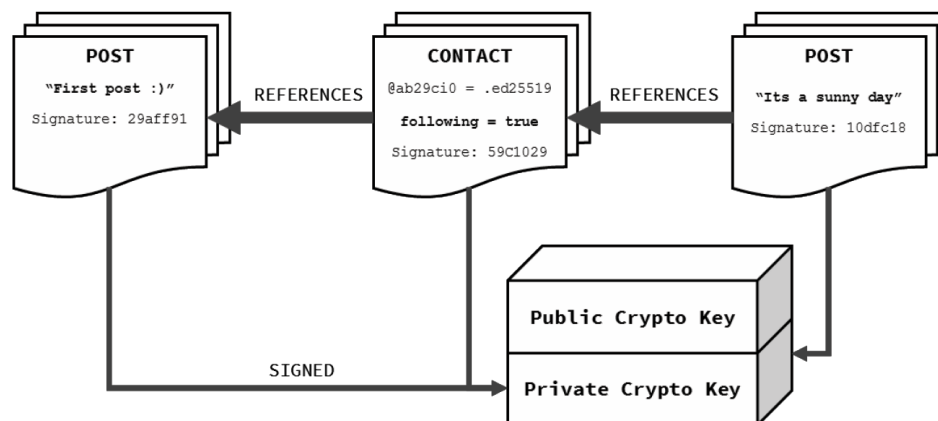 POST
“First post :)”
Signature: 29aff91
REFERENCES
CONTACT
@ab29ci0 = .ed25519
following = true
Signature: 59C1029
REFERENCES
POST
“Its a sunny day”
Signature: 10dfc18
Public Crypto Key
SIGNED
Private Crypto Key